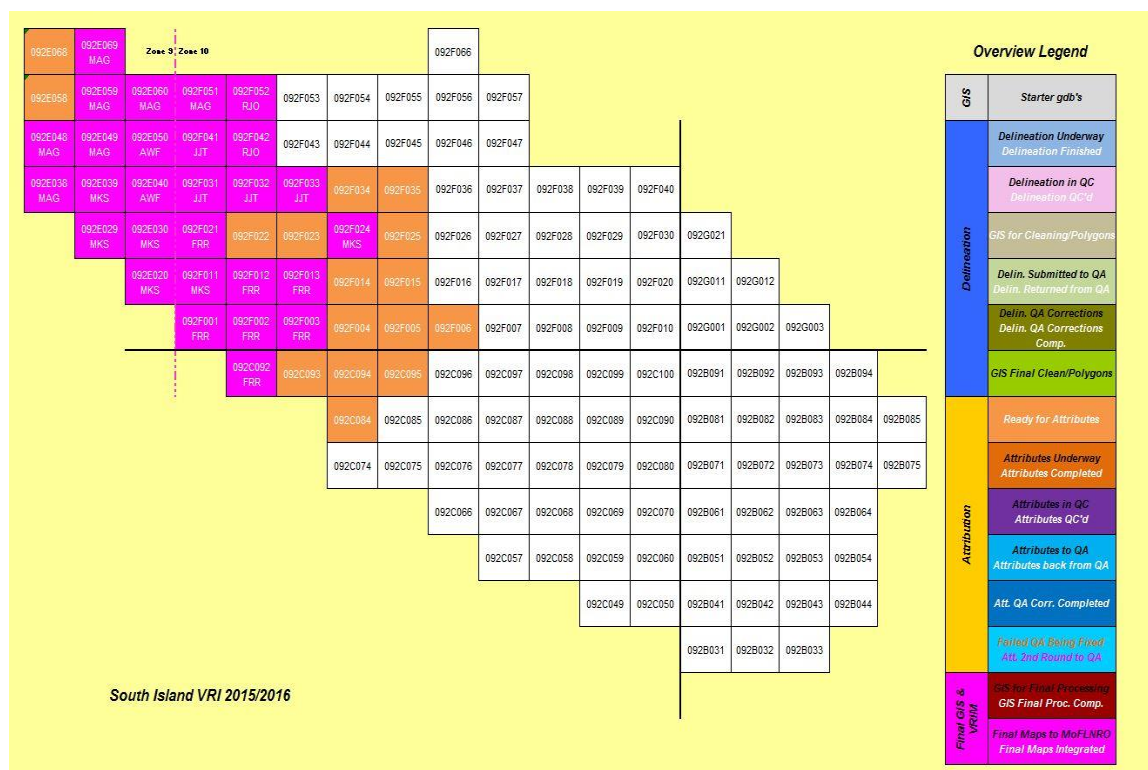 092E068 092E069 Zone 9 Zone 10 092F066 Overview Legend
MAG
092E058 092E059 092E060 092F051 092F052 092F053 092F054 092F055 092F056 092F057 GIS Starter gdb's
MAG MAG MAG RJO
092E048 092E049 092E050 092F041 092F042 092F043 092F044 092F045 092F046 092F047 Delineation Underway
MAG MAG AWF JJT RJO Delineation Finished
092E038 092E039 092E040 092F031 092F032 092F033 092F034 092F035 092F036 092F037 092F038 092F039 092F040 Delineation in QC
MAG MKS AWF JJT JJT JJT Delineation QC'd
092E029 092E030 092F021 092F022 092F023 092F024 092F025 092F026 092F027 092F028 092F029 092F030 092G021 Delineation GIS for Cleaning/Polygons
MKS MKS FRR MKS
092E020 092F011 092F012 092F013 092F014 092F015 092F016 092F017 092F018 092F019 092F020 092G011 092G012 Delin. Submitted to QA
MKS MKS FRR FRR Delin. Returned from QA
092F001 092F002 092F003 092F004 092F005 092F006 092F007 092F008 092F009 092F010 092G001 092G002 092G003 Delin. QA Corrections
FRR FRR FRR Delin. QA Corrections
Comp.
092C092 092C093 092C094 092C095 092C096 092C097 092C098 092C099 092C100 092B091 092B092 092B093 092B094 GIS Final Clean/Polygons
FRR
092C084 092C085 092C086 092C087 092C088 092C089 092C090 092B081 092B082 092B083 092B084 092B085 Ready for Attributes
092C074 092C075 092C076 092C077 092C078 092C079 092C080 092B071 092B072 092B073 092B074 092B075 Attributes Underway
Attributes Completed
092C066 092C067 092C068 092C069 092C070 092B061 092B062 092B063 092B064 Attribution Attributes in QC
Attributes QC'd
092C057 092C058 092C059 092C060 092B051 092B052 092B053 092B054 Attributes to QA
Attributes back from QA
092C049 092C050 092B041 092B042 092B043 092B044 Att. QA Corr. Completed
092B031 092B032 092B033 Failed QA Being Fixed
Att. 2nd Round to QA
South Island VRI 2015/2016 Final GIS & VRIM GIS for Final Processing
GIS Final Proc. Comp.
Final Maps to MoFLNRO
Final Maps Integrated